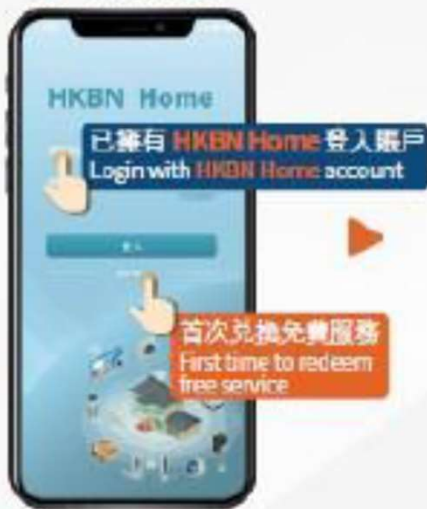 HKBN Home
已擁有 HKBN Home 登入賬戶
Login with HKBN Home account
首次兌換免費服務
First time to redeem
free service